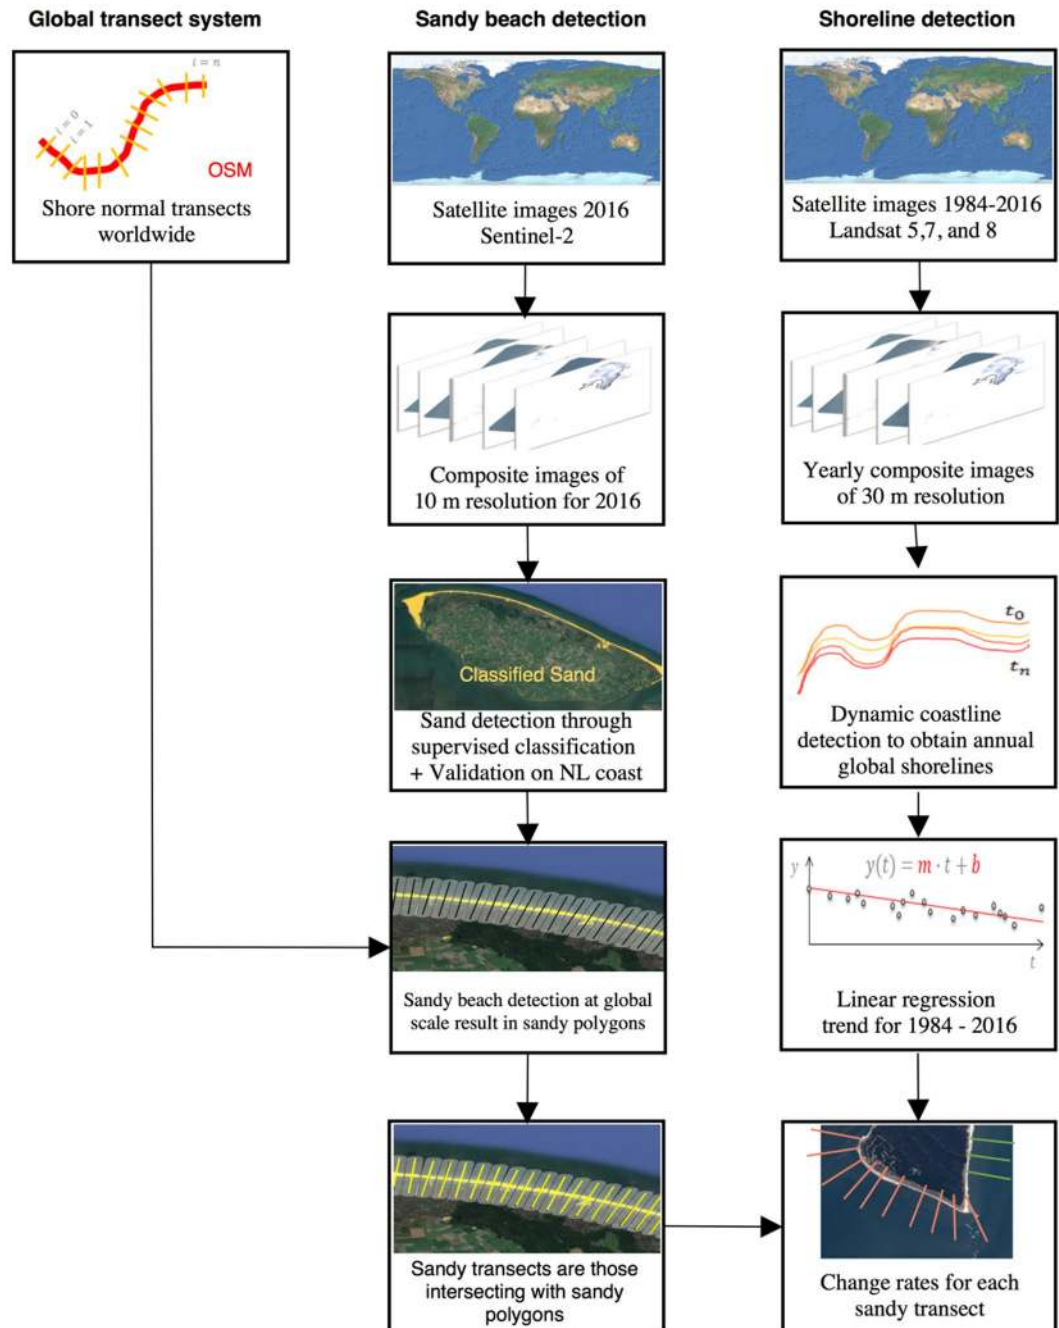 Global transect system
i = 0
i = 1
i = n
OSM
Shore normal transects
worldwide
Sandy beach detection
Satellite images 2016
Sentinel-2
Composite images of
10 m resolution for 2016
Classified Sand
Sand detection through
supervised classification
+ Validation on NL coast
Sandy beach detection at global
scale result in sandy polygons
Sandy transects are those
intersecting with sandy
polygons
Shoreline detection
Satellite images 1984-2016
Landsat 5,7, and 8
Yearly composite images
of 30 m resolution
t₀
tₙ
Dynamic coastline
detection to obtain annual
global shorelines
y
y(t) = m · t + b
t
Linear regression
trend for 1984 - 2016
Change rates for each
sandy transect